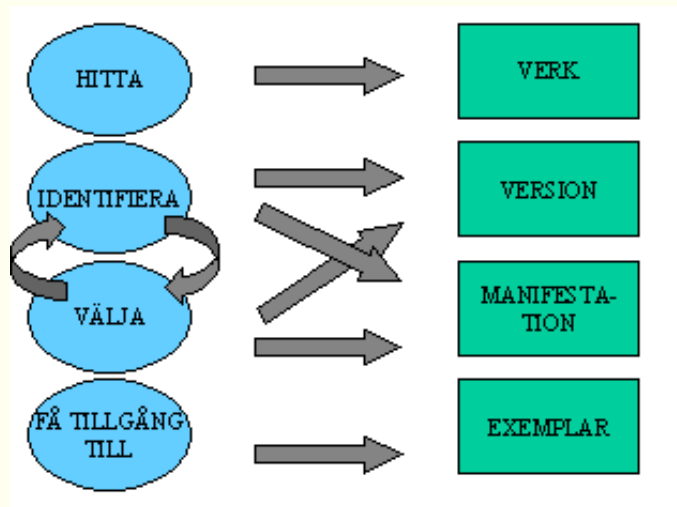 HITTA
VERK
IDENTIFIERA
VERSION
VÄLJA
MANIFESTA-
TION
FÅ TILLGÅNG
TILL
EXEMPLAR